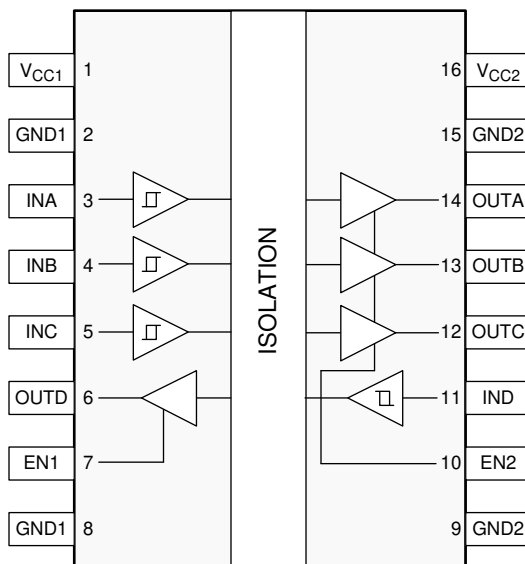 VCC1 1 16 VCC2
GND1 2 15 GND2
INA 3 14 OUTA
INB 4 13 OUTB
INC 5 12 OUTC
OUTD 6 11 IND
EN1 7 10 EN2
GND1 8 9 GND2
ISOLATION